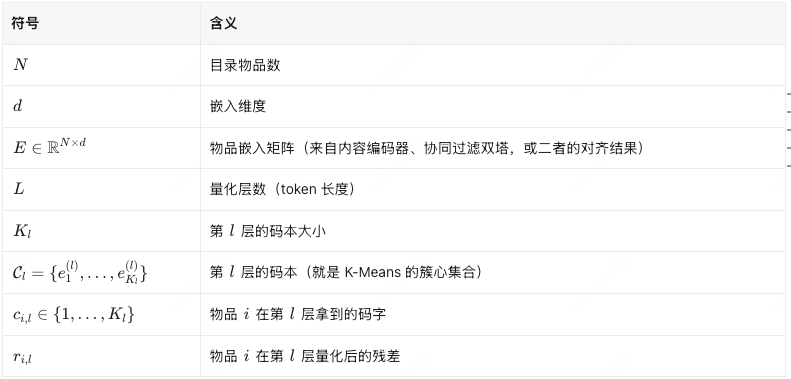 符号 含义
N 目录物品数
d 嵌入维度
E ∈ ℝ^{N×d} 物品嵌入矩阵（来自内容编码器、协同过滤双塔，或二者的对齐结果）
L 量化层数（token 长度）
K_l 第 l 层的码本大小
𝒞_l = {e_1^{(l)}, . . . , e_{K_l}^{(l)}} 第 l 层的码本（就是 K-Means 的簇心集合）
c_{i,l} ∈ {1, . . . , K_l} 物品 i 在第 l 层拿到的码字
r_{i,l} 物品 i 在第 l 层量化后的残差